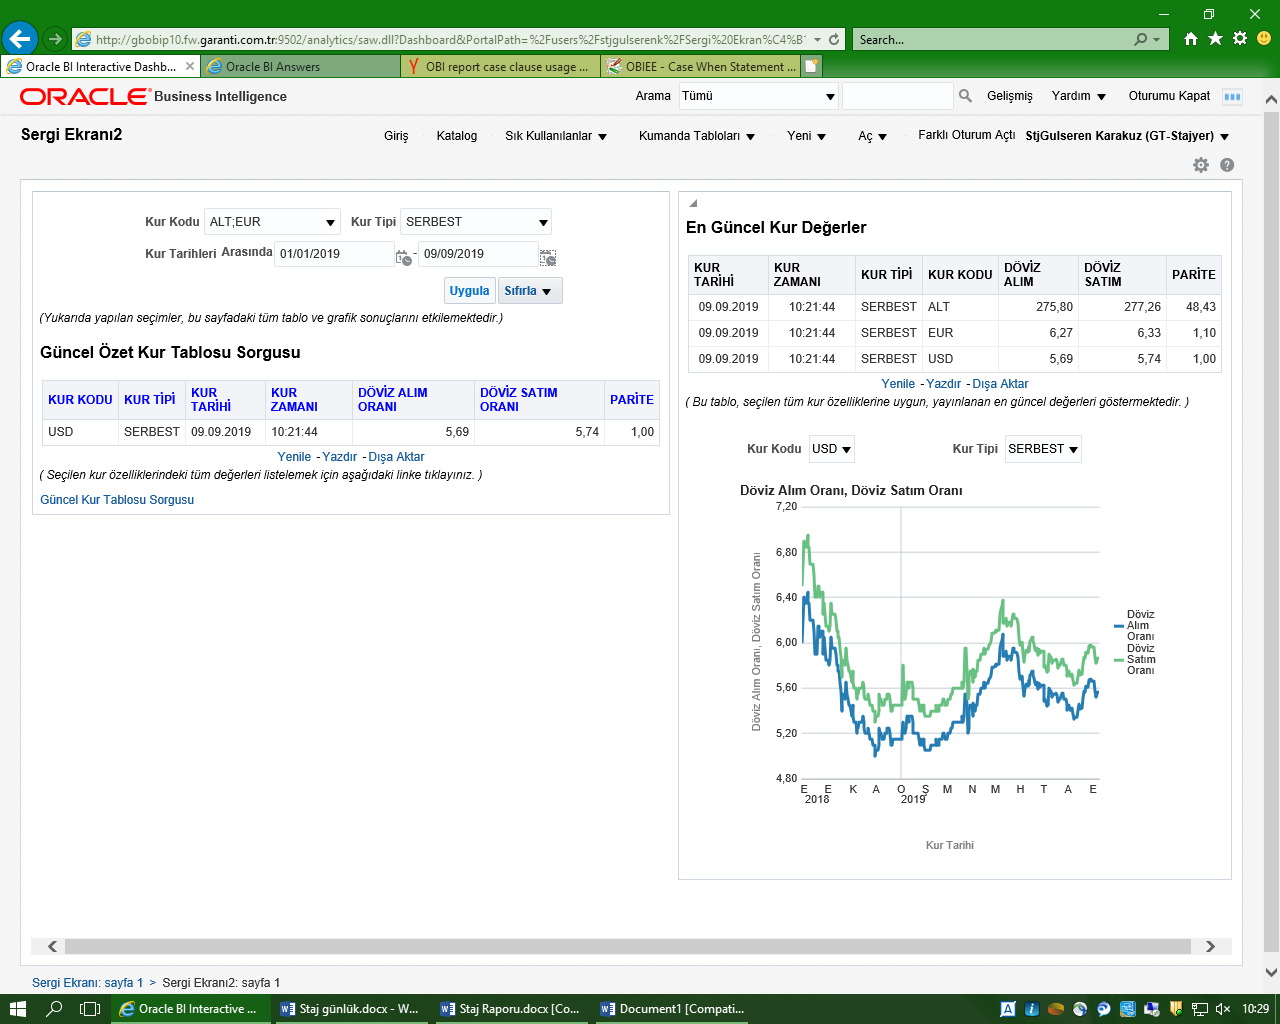 http://gbobip10.fw.garanti.com.tr:9502/analytics/saw.dll?Dashboard&PortalPath=%2Fusers%2Fstjgulserenk%2FSergi%20Ekran%C4%B1
Search...
Oracle BI Interactive Dashb...
Oracle BI Answers
OBI report case clause usage ...
OBIEE - Case When Statement ...
ORACLE Business Intelligence
Arama Tümü Gelişmiş Yardım Oturumu Kapat
Sergi Ekranı2
Giriş Katalog Sık Kullanılanlar Kumanda Tabloları Yeni Aç Farklı Oturum Açtı StjGulseren Karakuz (GT-Stajyer)
Kur Kodu ALT;EUR Kur Tipi SERBEST
Kur Tarihleri Arasında 01/01/2019 - 09/09/2019
Uygula Sıfırla
(Yukarıda yapılan seçimler, bu sayfadaki tüm tablo ve grafik sonuçlarını etkilemektedir.)
Güncel Özet Kur Tablosu Sorgusu
KUR KODU KUR TİPİ KUR TARİHİ KUR ZAMANI DÖVİZ ALIM ORANI DÖVİZ SATIM ORANI PARİTE
USD SERBEST 09.09.2019 10:21:44 5,69 5,74 1,00
Yenile - Yazdır - Dışa Aktar
( Seçilen kur özelliklerindeki tüm değerleri listelemek için aşağıdaki linke tıklayınız. )
Güncel Kur Tablosu Sorgusu
En Güncel Kur Değerler
KUR TARİHİ KUR ZAMANI KUR TİPİ KUR KODU DÖVİZ ALIM DÖVİZ SATIM PARİTE
09.09.2019 10:21:44 SERBEST ALT 275,80 277,26 48,43
09.09.2019 10:21:44 SERBEST EUR 6,27 6,33 1,10
09.09.2019 10:21:44 SERBEST USD 5,69 5,74 1,00
Yenile - Yazdır - Dışa Aktar
( Bu tablo, seçilen tüm kur özelliklerine uygun, yayınlanan en güncel değerleri göstermektedir. )
Kur Kodu USD Kur Tipi SERBEST
Döviz Alım Oranı, Döviz Satım Oranı
Döviz Alım Oranı, Döviz Satım Oranı
7,20
6,80
6,40
6,00
5,60
5,20
4,80
E E K A O Ş M N M H T A E
2018 2019
Kur Tarihi
Döviz
Alım
Oranı
Döviz
Satım
Oranı
Sergi Ekranı: sayfa 1 > Sergi Ekranı2: sayfa 1
Oracle BI Interactive ...
Staj günlük.docx - W...
Staj Raporu.docx [Co...
Document1 [Compati...
10:29